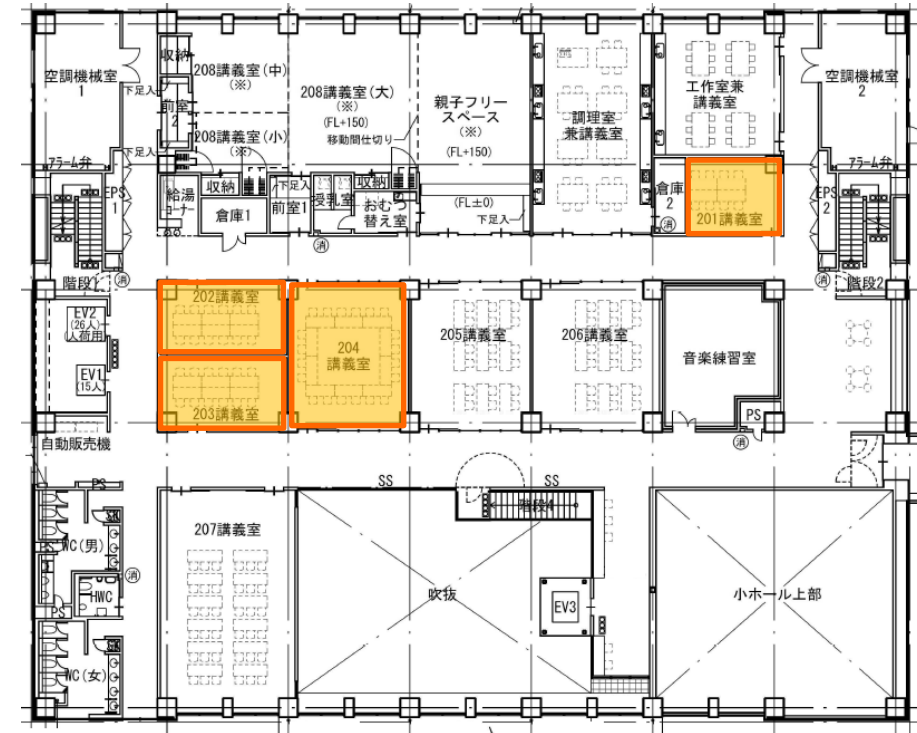 空調機械室
1
収納
下足入
前室
2
下足入
208講義室(中)
(※)
208講義室(小)
(※)
208講義室(大)
(※)
(FL+150)
移動間仕切り
親子フリー
スペース
(※)
(FL+150)
調理室
兼講義室
工作室兼
講義室
空調機械室
2
アラーム弁
EPS
1
給湯
コーナー
収納
倉庫1
下足入
前室1
授乳室
収納
おむつ
替え室
(FL±0)
下足入
倉庫
2
201講義室
アラーム弁
EPS
2
消
消
階段1
消
消
階段2
EV2
(26人)
人荷用
EV1
(15人)
202講義室
203講義室
204
講義室
205講義室
206講義室
音楽練習室
PS
消
自動販売機
PS
WC(男)
PS
HWC
消
PS
WC(女)
207講義室
SS
SS
階段4
吹抜
EV3
小ホール上部